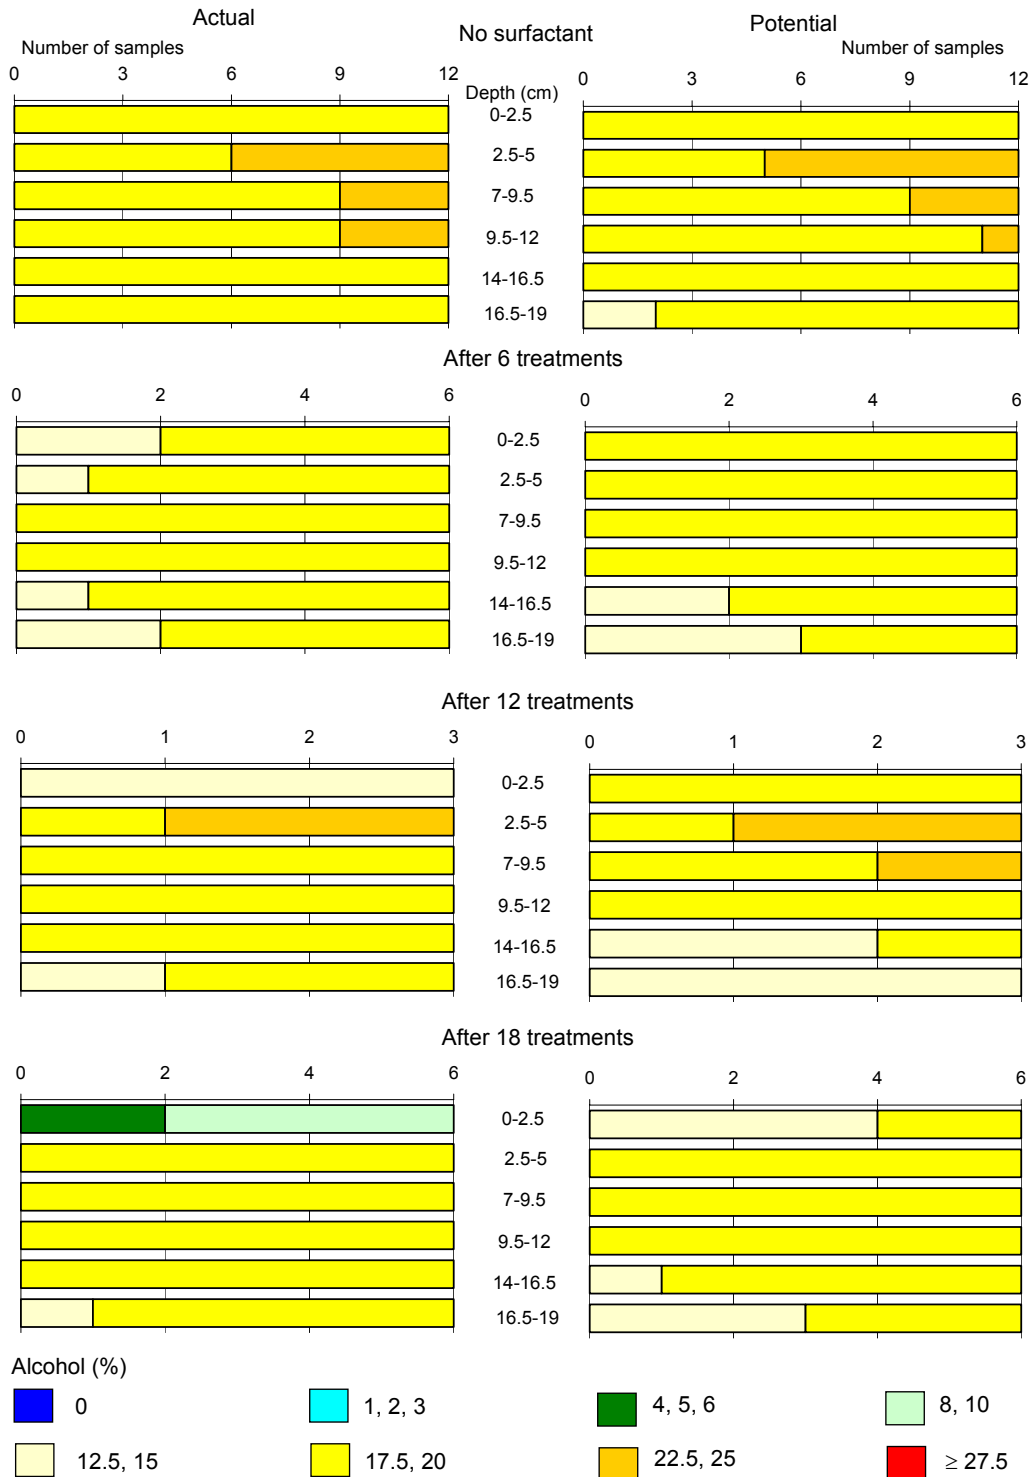 Actual
No surfactant
Potential
Number of samples
Number of samples
0 3 6 9 12
Depth (cm)
0 3 6 9 12
0-2.5
2.5-5
7-9.5
9.5-12
14-16.5
16.5-19
After 6 treatments
0 2 4 6
0 2 4 6
0-2.5
2.5-5
7-9.5
9.5-12
14-16.5
16.5-19
After 12 treatments
0 1 2 3
0 1 2 3
0-2.5
2.5-5
7-9.5
9.5-12
14-16.5
16.5-19
After 18 treatments
0 2 4 6
0 2 4 6
0-2.5
2.5-5
7-9.5
9.5-12
14-16.5
16.5-19
Alcohol (%)
0 1, 2, 3 4, 5, 6 8, 10
12.5, 15 17.5, 20 22.5, 25 ≥ 27.5